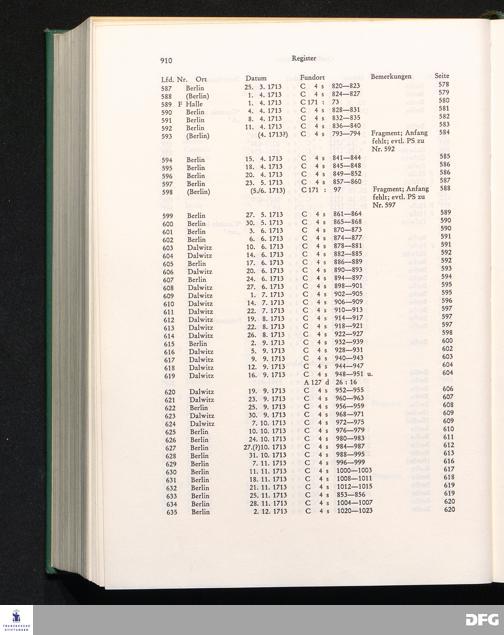 910 Register
Lfd. Nr. Ort Datum Fundort Bemerkungen Seite
587 Berlin 25. 3. 1713 C 4 s 820—823 578
588 (Berlin) 1. 4. 1713 C 4 s 824—827 579
589 F Halle 1. 4. 1713 C 171 : 73 580
590 Berlin 4. 4. 1713 C 4 s 828—831 581
591 Berlin 8. 4. 1713 C 4 s 832—835 582
592 Berlin 11. 4. 1713 C 4 s 836—840 583
593 (Berlin) (4. 1713?) C 4 s 793—794 Fragment; Anfang 584
fehlt; evtl. PS zu
Nr. 592
594 Berlin 15. 4. 1713 C 4 s 841—844 585
595 Berlin 18. 4. 1713 C 4 s 845—848 586
596 Berlin 20. 4. 1713 C 4 s 849—852 586
597 Berlin 23. 5. 1713 C 4 s 857—860 587
598 (Berlin) (5./6. 1713) C 171 : 97 Fragment; Anfang 588
fehlt; evtl. PS zu
Nr. 597
599 Berlin 27. 5. 1713 C 4 s 861—864 589
600 Berlin 30. 5. 1713 C 4 s 865—868 590
601 Berlin 3. 6. 1713 C 4 s 870—873 590
602 Berlin 6. 6. 1713 C 4 s 874—877 591
603 Dalwitz 10. 6. 1713 C 4 s 878—881 591
604 Dalwitz 14. 6. 1713 C 4 s 882—885 592
605 Berlin 17. 6. 1713 C 4 s 886—889 592
606 Dalwitz 20. 6. 1713 C 4 s 890—893 593
607 Berlin 24. 6. 1713 C 4 s 894—897 594
608 Dalwitz 27. 6. 1713 C 4 s 898—901 595
609 Dalwitz 1. 7. 1713 C 4 s 902—905 595
610 Dalwitz 14. 7. 1713 C 4 s 906—909 596
611 Dalwitz 22. 7. 1713 C 4 s 910—913 597
612 Dalwitz 19. 8. 1713 C 4 s 914—917 597
613 Dalwitz 22. 8. 1713 C 4 s 918—921 597
614 Dalwitz 26. 8. 1713 C 4 s 922—927 598
615 Berlin 2. 9. 1713 C 4 s 932—939 600
616 Dalwitz 5. 9. 1713 C 4 s 928—931 602
617 Dalwitz 9. 9. 1713 C 4 s 940—943 603
618 Dalwitz 12. 9. 1713 C 4 s 944—947 604
619 Dalwitz 16. 9. 1713 C 4 s 948—951 u. 604
A 127 d 26 : 16
620 Dalwitz 19. 9. 1713 C 4 s 952—955 606
621 Dalwitz 23. 9. 1713 C 4 s 960—963 607
622 Berlin 25. 9. 1713 C 4 s 956—959 608
623 Dalwitz 30. 9. 1713 C 4 s 968—971 609
624 Dalwitz 7. 10. 1713 C 4 s 972—975 609
625 Berlin 10. 10. 1713 C 4 s 976—979 610
626 Berlin 24. 10. 1713 C 4 s 980—983 611
627 Berlin 27.(?)10. 1713 C 4 s 984—987 612
628 Berlin 31. 10. 1713 C 4 s 988—995 613
629 Berlin 7. 11. 1713 C 4 s 996—999 616
630 Berlin 11. 11. 1713 C 4 s 1000—1003 617
631 Berlin 18. 11. 1713 C 4 s 1008—1011 618
632 Berlin 21. 11. 1713 C 4 s 1012—1015 619
633 Berlin 25. 11. 1713 C 4 s 853—856 619
634 Berlin 28. 11. 1713 C 4 s 1004—1007 620
635 Berlin 2. 12. 1713 C 4 s 1020—1023 620
FRANCKESCHE
STIFTUNGEN
DFG